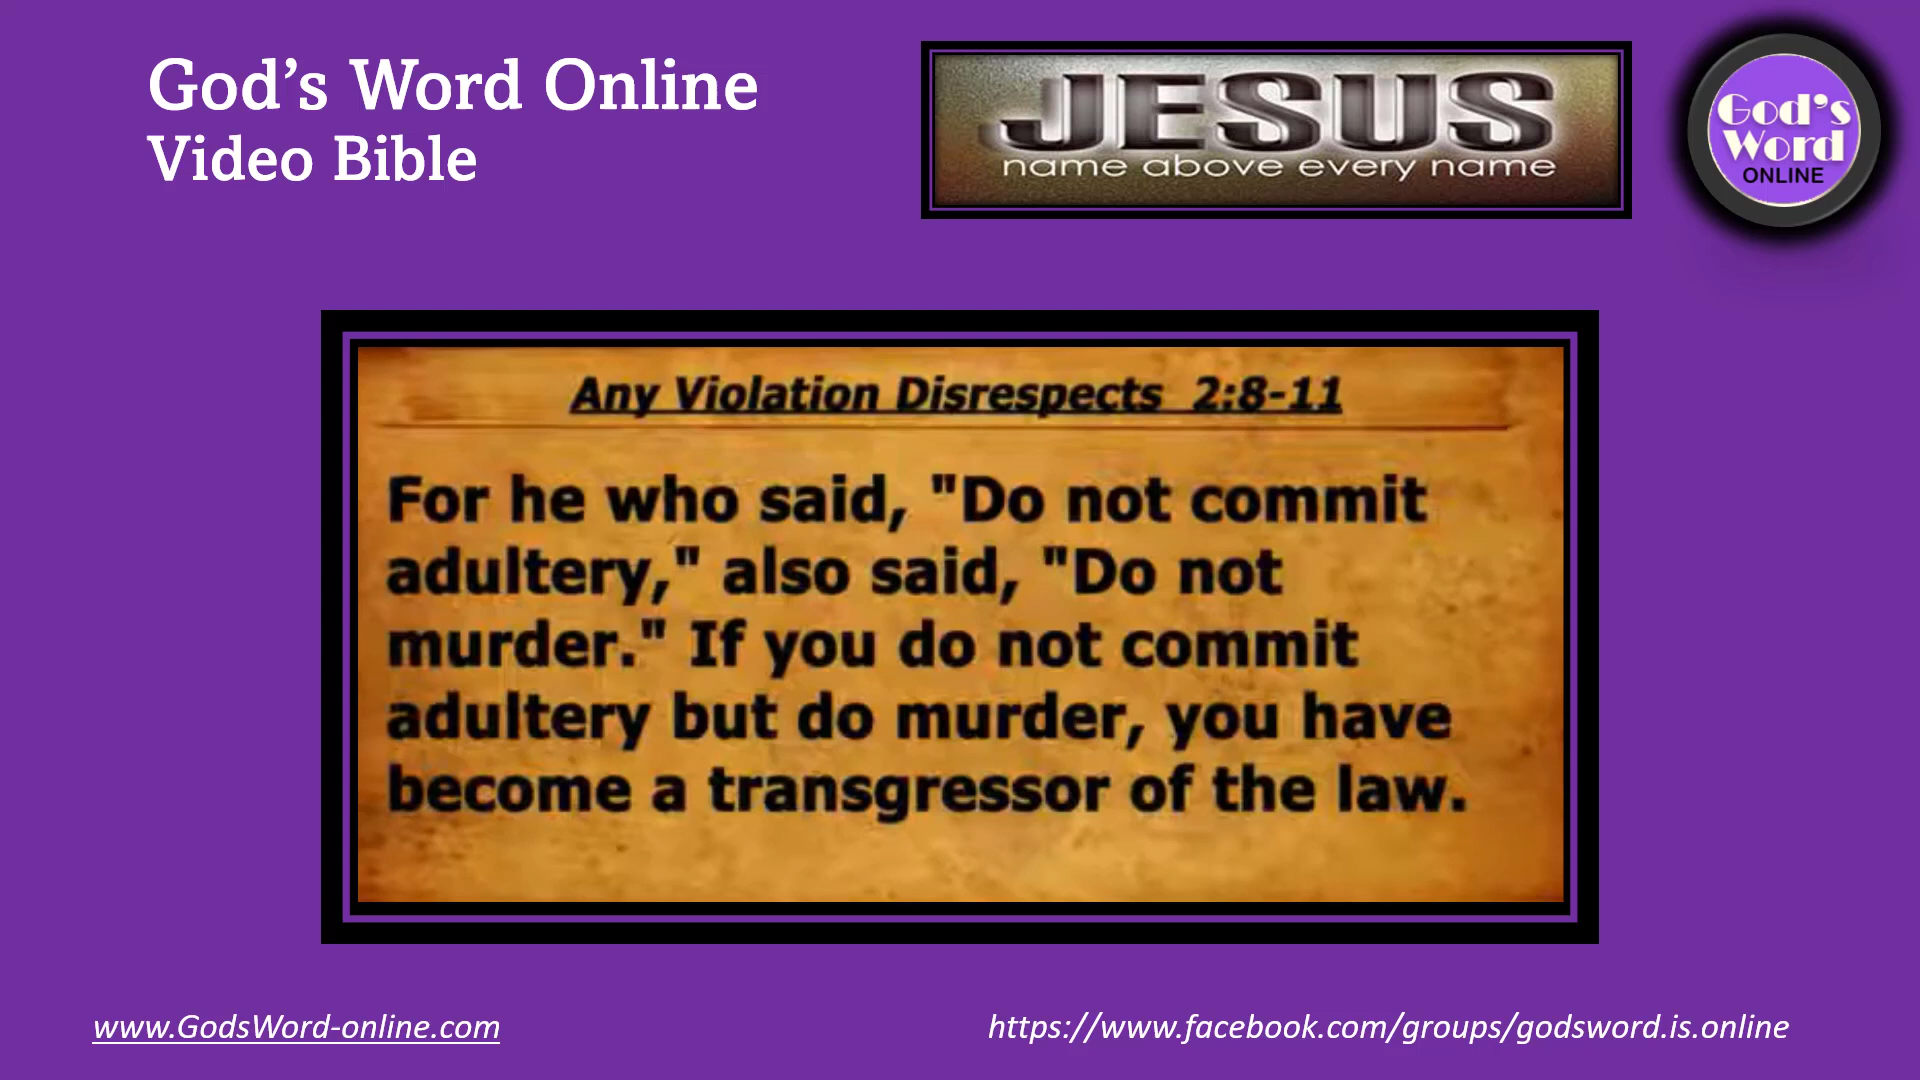 God’s Word Online
Video Bible
JESUS
name above every name
God’s
Word
ONLINE
Any Violation Disrespects 2:8-11
For he who said, "Do not commit
adultery," also said, "Do not
murder." If you do not commit
adultery but do murder, you have
become a transgressor of the law.
www.GodsWord-online.com
https://www.facebook.com/groups/godsword.is.online